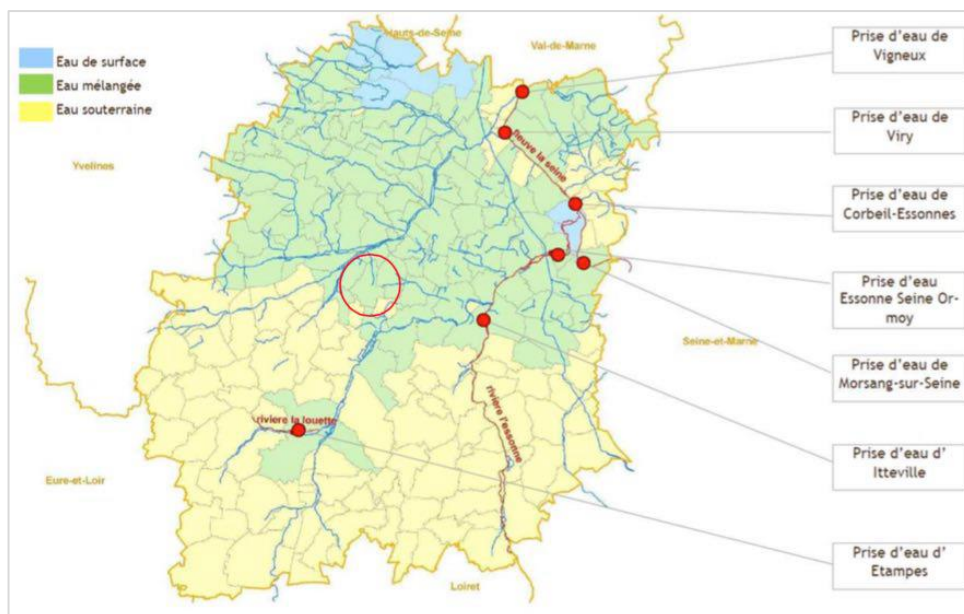 Hauts-de-Seine
Val-de-Marne
Eau de surface
Eau mélangée
Eau souterraine
Yvelines
Eure-et-Loir
Loiret
Seine-et-Marne
fleuve la seine
rivière la louette
rivière l'essonne
Prise d'eau de
Vigneux
Prise d'eau de
Viry
Prise d'eau de
Corbeil-Essonnes
Prise d'eau
Essonne Seine Or-
moy
Prise d'eau de
Morsang-sur-Seine
Prise d'eau d'
Itteville
Prise d'eau d'
Etampes